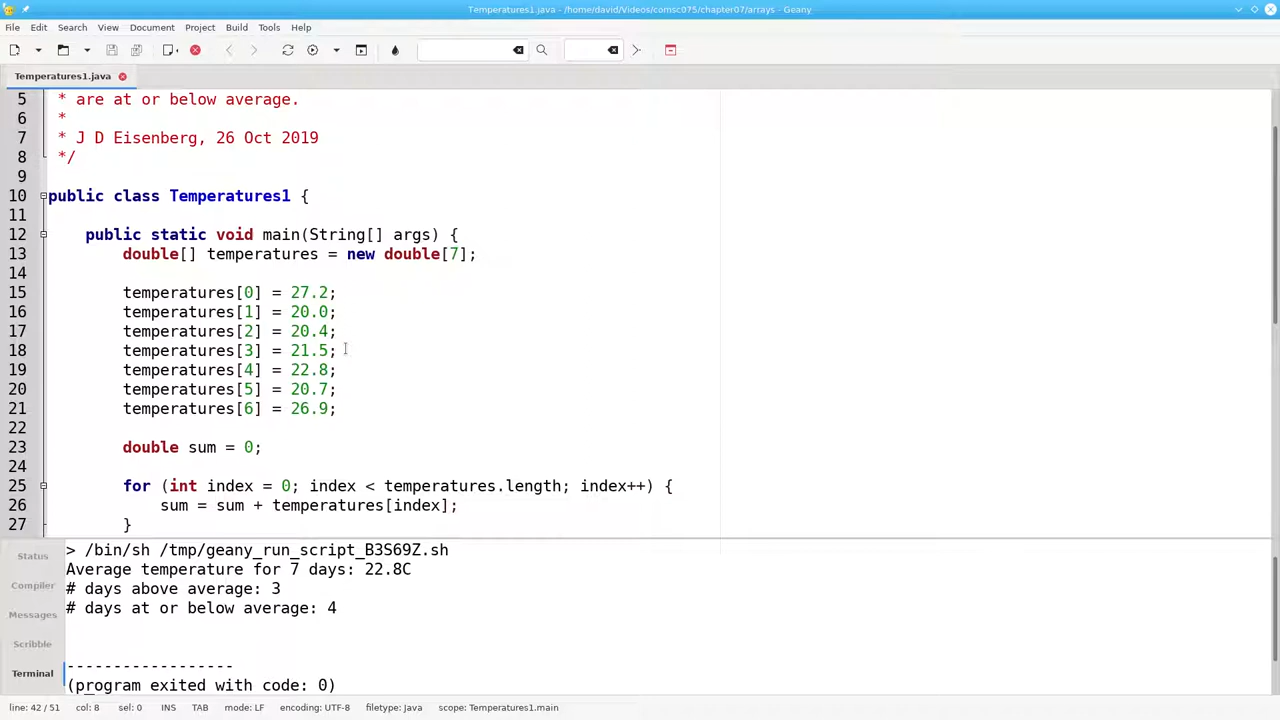 Temperatures1.java - /home/david/Videos/comsc075/chapter07/arrays - Geany
File Edit Search View Document Project Build Tools Help
Temperatures1.java
5 * are at or below average.
6 *
7 * J D Eisenberg, 26 Oct 2019
8 */
9
10 public class Temperatures1 {
11
12 public static void main(String[] args) {
13 double[] temperatures = new double[7];
14
15 temperatures[0] = 27.2;
16 temperatures[1] = 20.0;
17 temperatures[2] = 20.4;
18 temperatures[3] = 21.5;
19 temperatures[4] = 22.8;
20 temperatures[5] = 20.7;
21 temperatures[6] = 26.9;
22
23 double sum = 0;
24
25 for (int index = 0; index < temperatures.length; index++) {
26 sum = sum + temperatures[index];
27 }
Status
Compiler
Messages
Scribble
Terminal
> /bin/sh /tmp/geany_run_script_B3S69Z.sh
Average temperature for 7 days: 22.8C
# days above average: 3
# days at or below average: 4
------------------
(program exited with code: 0)
line: 42 / 51 col: 8 sel: 0 INS TAB mode: LF encoding: UTF-8 filetype: Java scope: Temperatures1.main